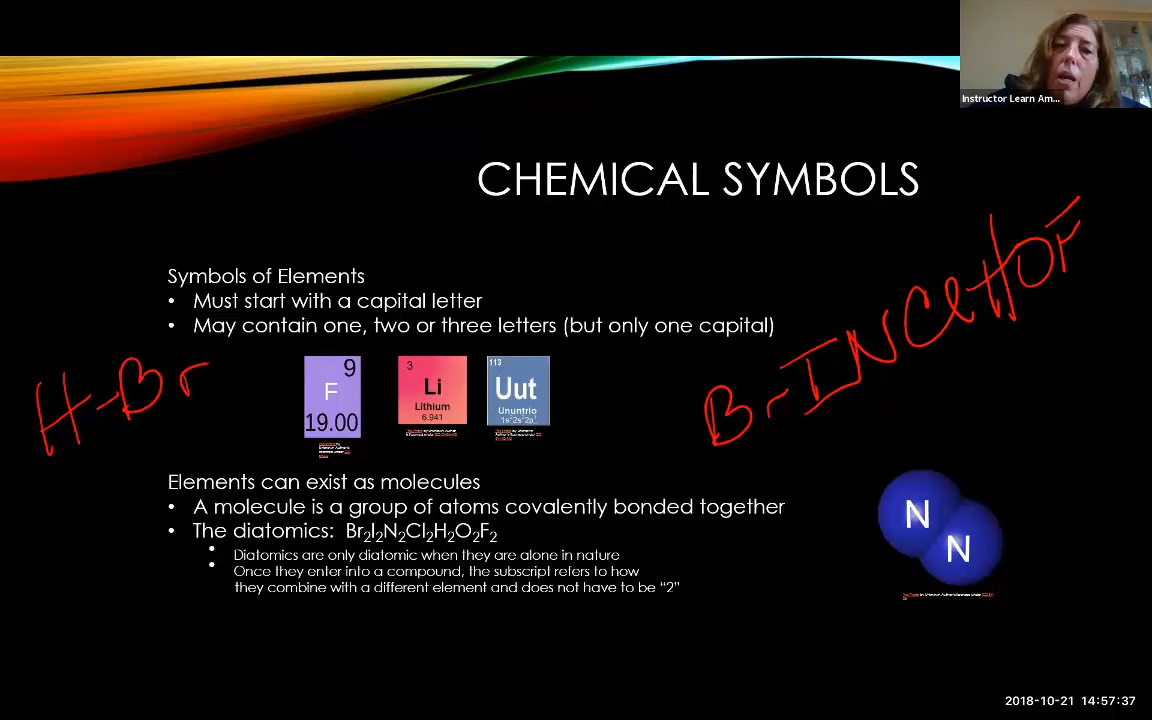 Instructor Learn Am...
CHEMICAL SYMBOLS
BrINClHOF
Symbols of Elements
• Must start with a capital letter
• May contain one, two or three letters (but only one capital)
H-Br
9
F
19.00
3
Li
Lithium
6.941
113
Uut
Ununtrio
Elements can exist as molecules
• A molecule is a group of atoms covalently bonded together
• The diatomics: Br₂I₂N₂Cl₂H₂O₂F₂
• Diatomics are only diatomic when they are alone in nature
• Once they enter into a compound, the subscript refers to how
they combine with a different element and does not have to be “2”
N
N
2018-10-21 14:57:37